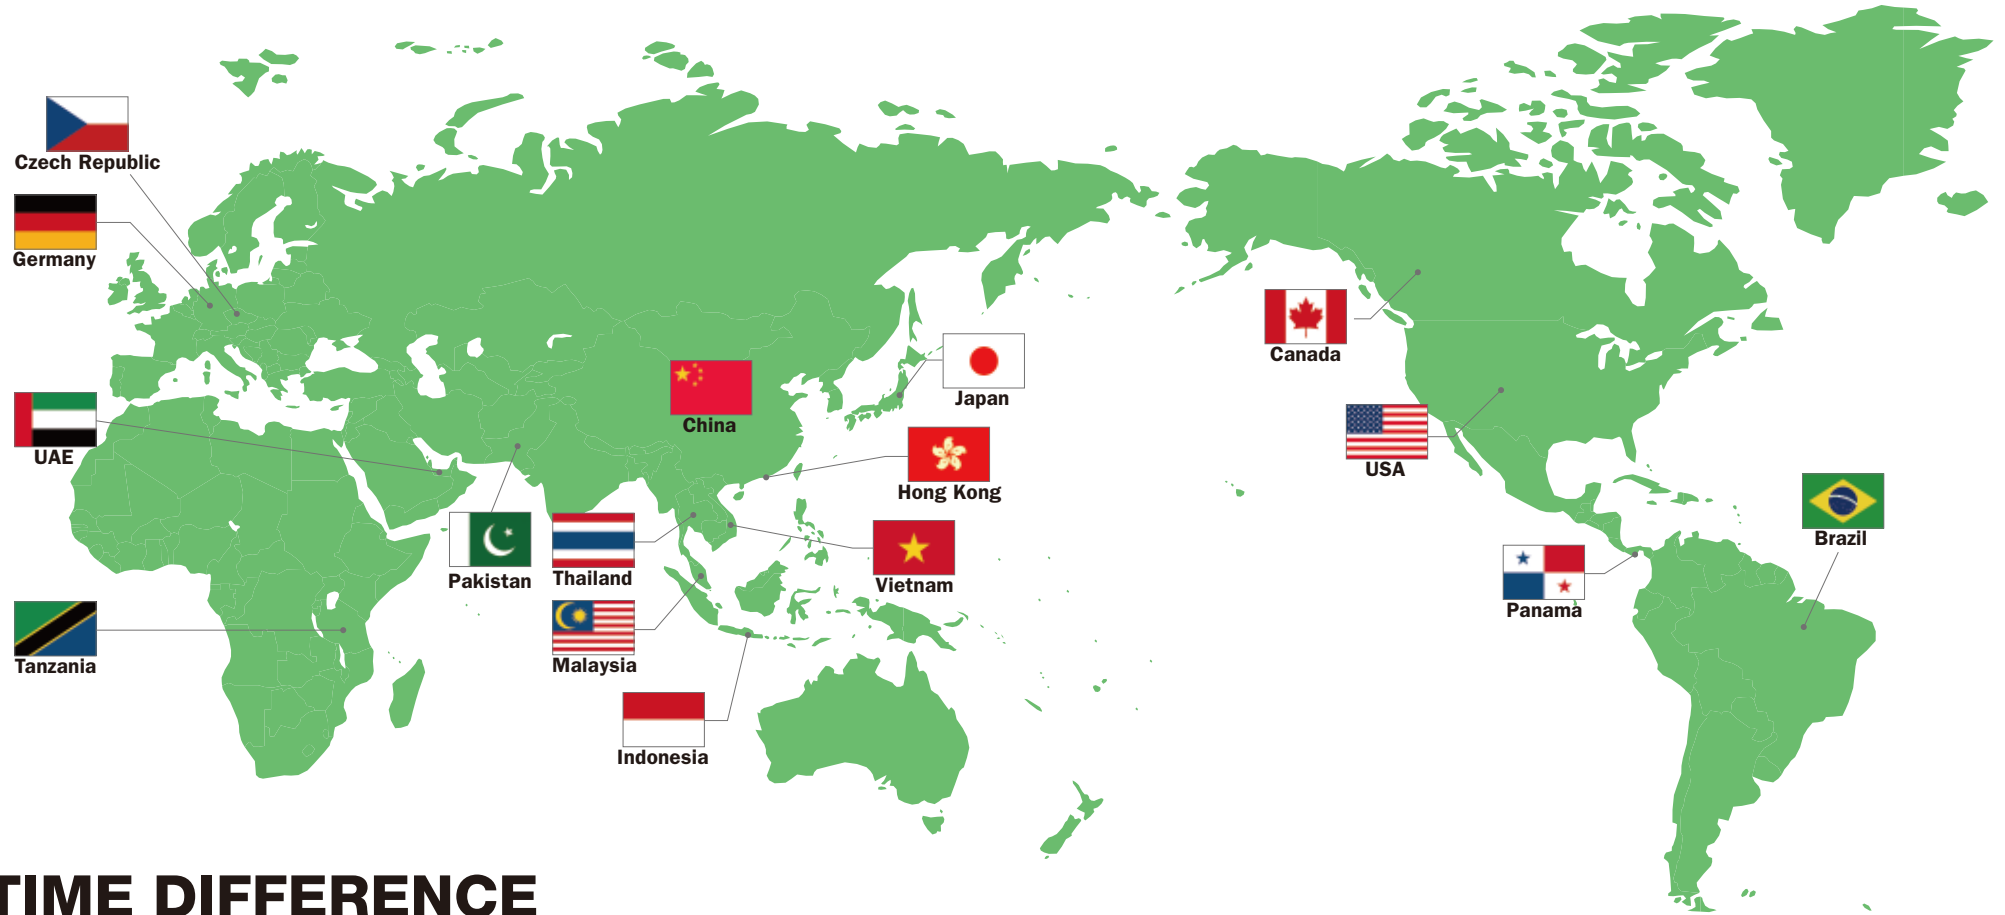 Czech Republic
Germany
UAE
Tanzania
Pakistan
Thailand
Malaysia
Indonesia
China
Japan
Hong Kong
Vietnam
Canada
USA
Panama
Brazil
TIME DIFFERENCE